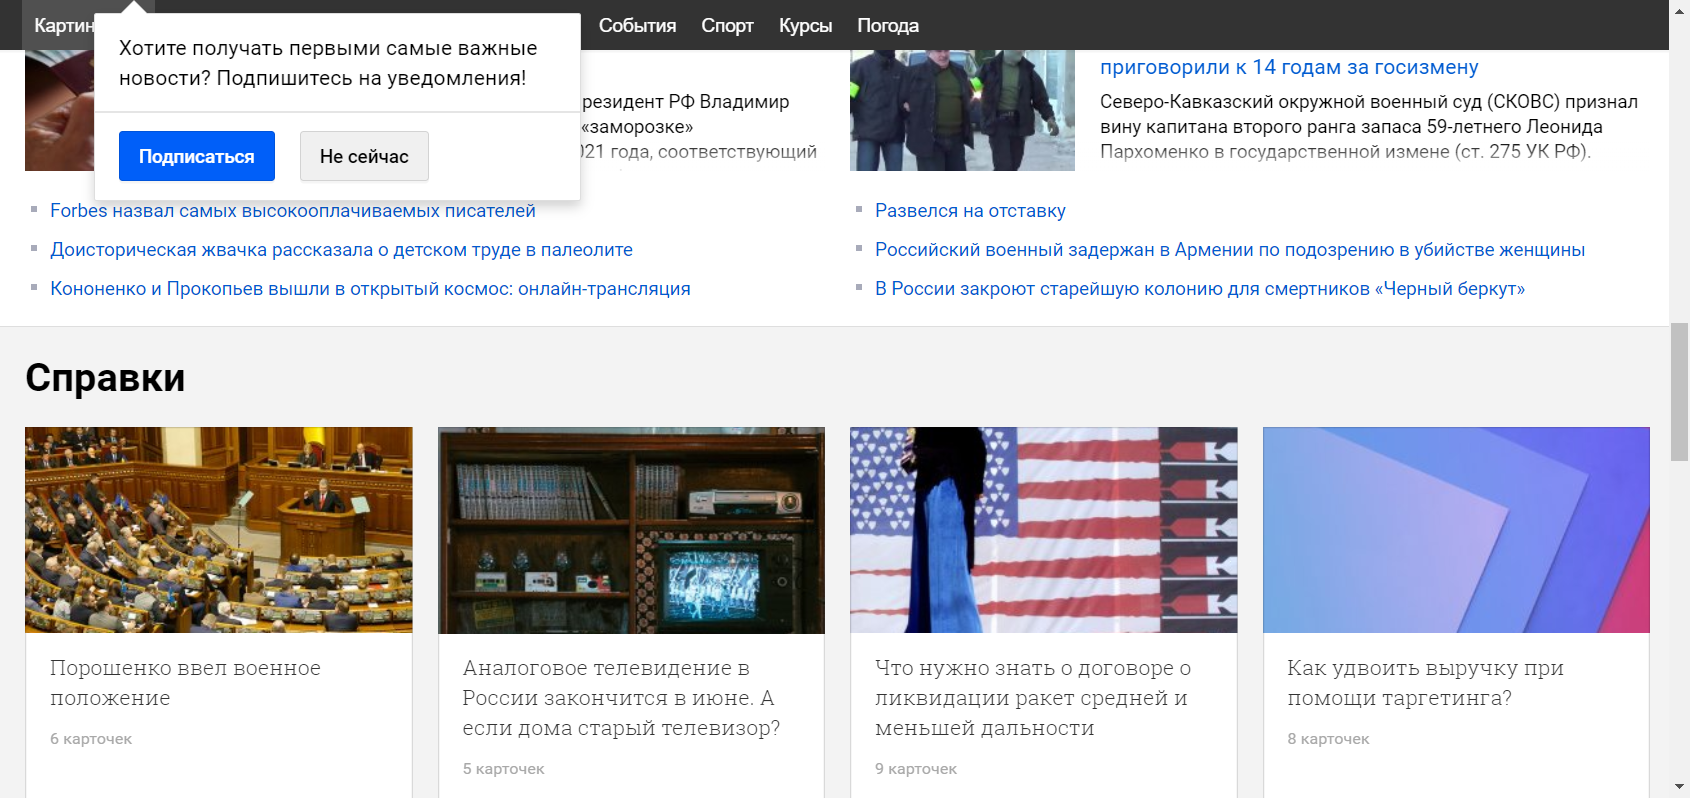 События Спорт Курсы Погода
Хотите получать первыми самые важные
новости? Подпишитесь на уведомления!
Подписаться
Не сейчас
РФ Владимир
«заморозке»
года, соответствующий
приговорили к 14 годам за госизмену
Северо-Кавказский окружной военный суд (СКОВС) признал
вину капитана второго ранга запаса 59-летнего Леонида
Пархоменко в государственной измене (ст. 275 УК РФ).
Forbes назвал самых высокооплачиваемых писателей
Доисторическая жвачка рассказала о детском труде в палеолите
Кононенко и Прокопьев вышли в открытый космос: онлайн-трансляция
Развелся на отставку
Российский военный задержан в Армении по подозрению в убийстве женщины
В России закроют старейшую колонию для смертников «Черный беркут»
Справки
Порошенко ввел военное
положение
6 карточек
Аналоговое телевидение в
России закончится в июне. А
если дома старый телевизор?
5 карточек
Что нужно знать о договоре о
ликвидации ракет средней и
меньшей дальности
9 карточек
Как удвоить выручку при
помощи таргетинга?
8 карточек